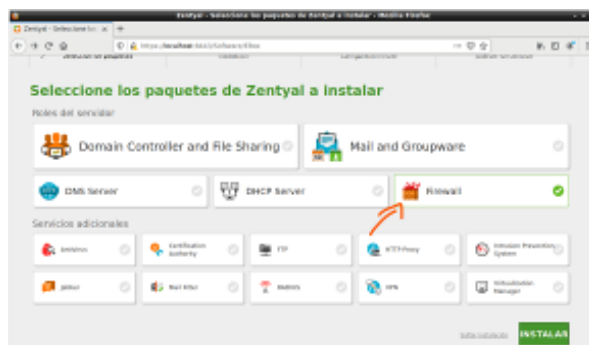 Zentyal - Seleccione los paquetes de Zentyal a instalar - Mozilla Firefox
Seleccione los paquetes de Zentyal a instalar
Roles del servidor
Domain Controller and File Sharing
Mail and Groupware
DNS Server
DHCP Server
Firewall
Servicios adicionales
Antivirus
Certification Authority
FTP
HTTP Proxy
Intrusion Prevention System
Jabber
Mail Filter
RADIUS
VPN
Virtualization Manager
INSTALAR